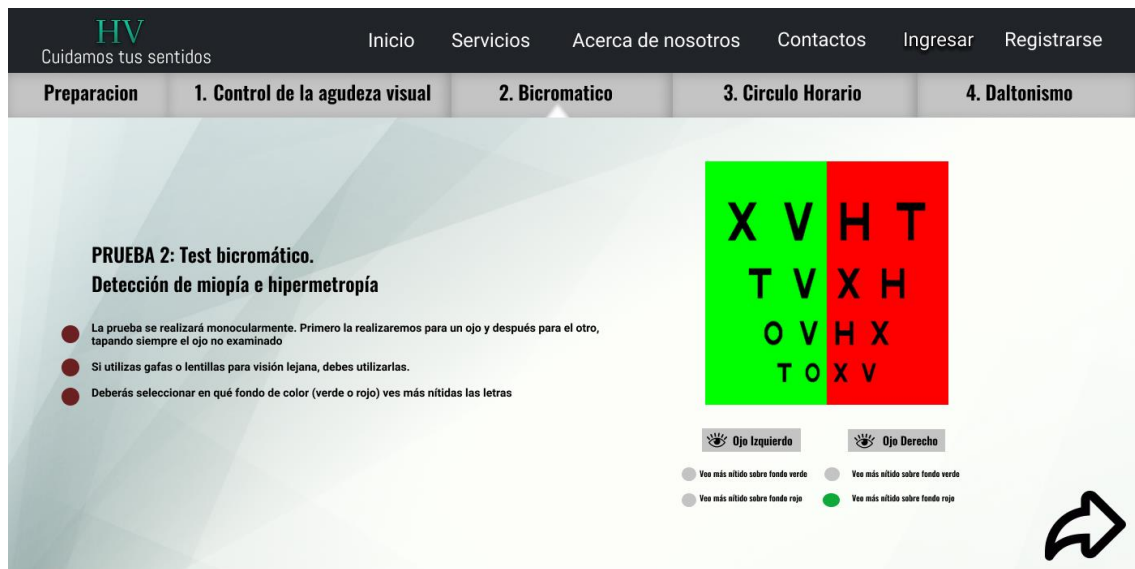 HV
Cuidamos tus sentidos
Inicio Servicios Acerca de nosotros Contactos Ingresar Registrarse
Preparacion 1. Control de la agudeza visual 2. Bicromatico 3. Circulo Horario 4. Daltonismo
PRUEBA 2: Test bicromático.
Detección de miopía e hipermetropía
La prueba se realizará monocularmente. Primero la realizaremos para un ojo y después para el otro,
tapando siempre el ojo no examinado
Si utilizas gafas o lentillas para visión lejana, debes utilizarlas.
Deberás seleccionar en qué fondo de color (verde o rojo) ves más nítidas las letras
X V H T
T V X H
O V H X
T O X V
Ojo Izquierdo Ojo Derecho
Veo más nítido sobre fondo verde Veo más nítido sobre fondo verde
Veo más nítido sobre fondo rojo Veo más nítido sobre fondo rojo